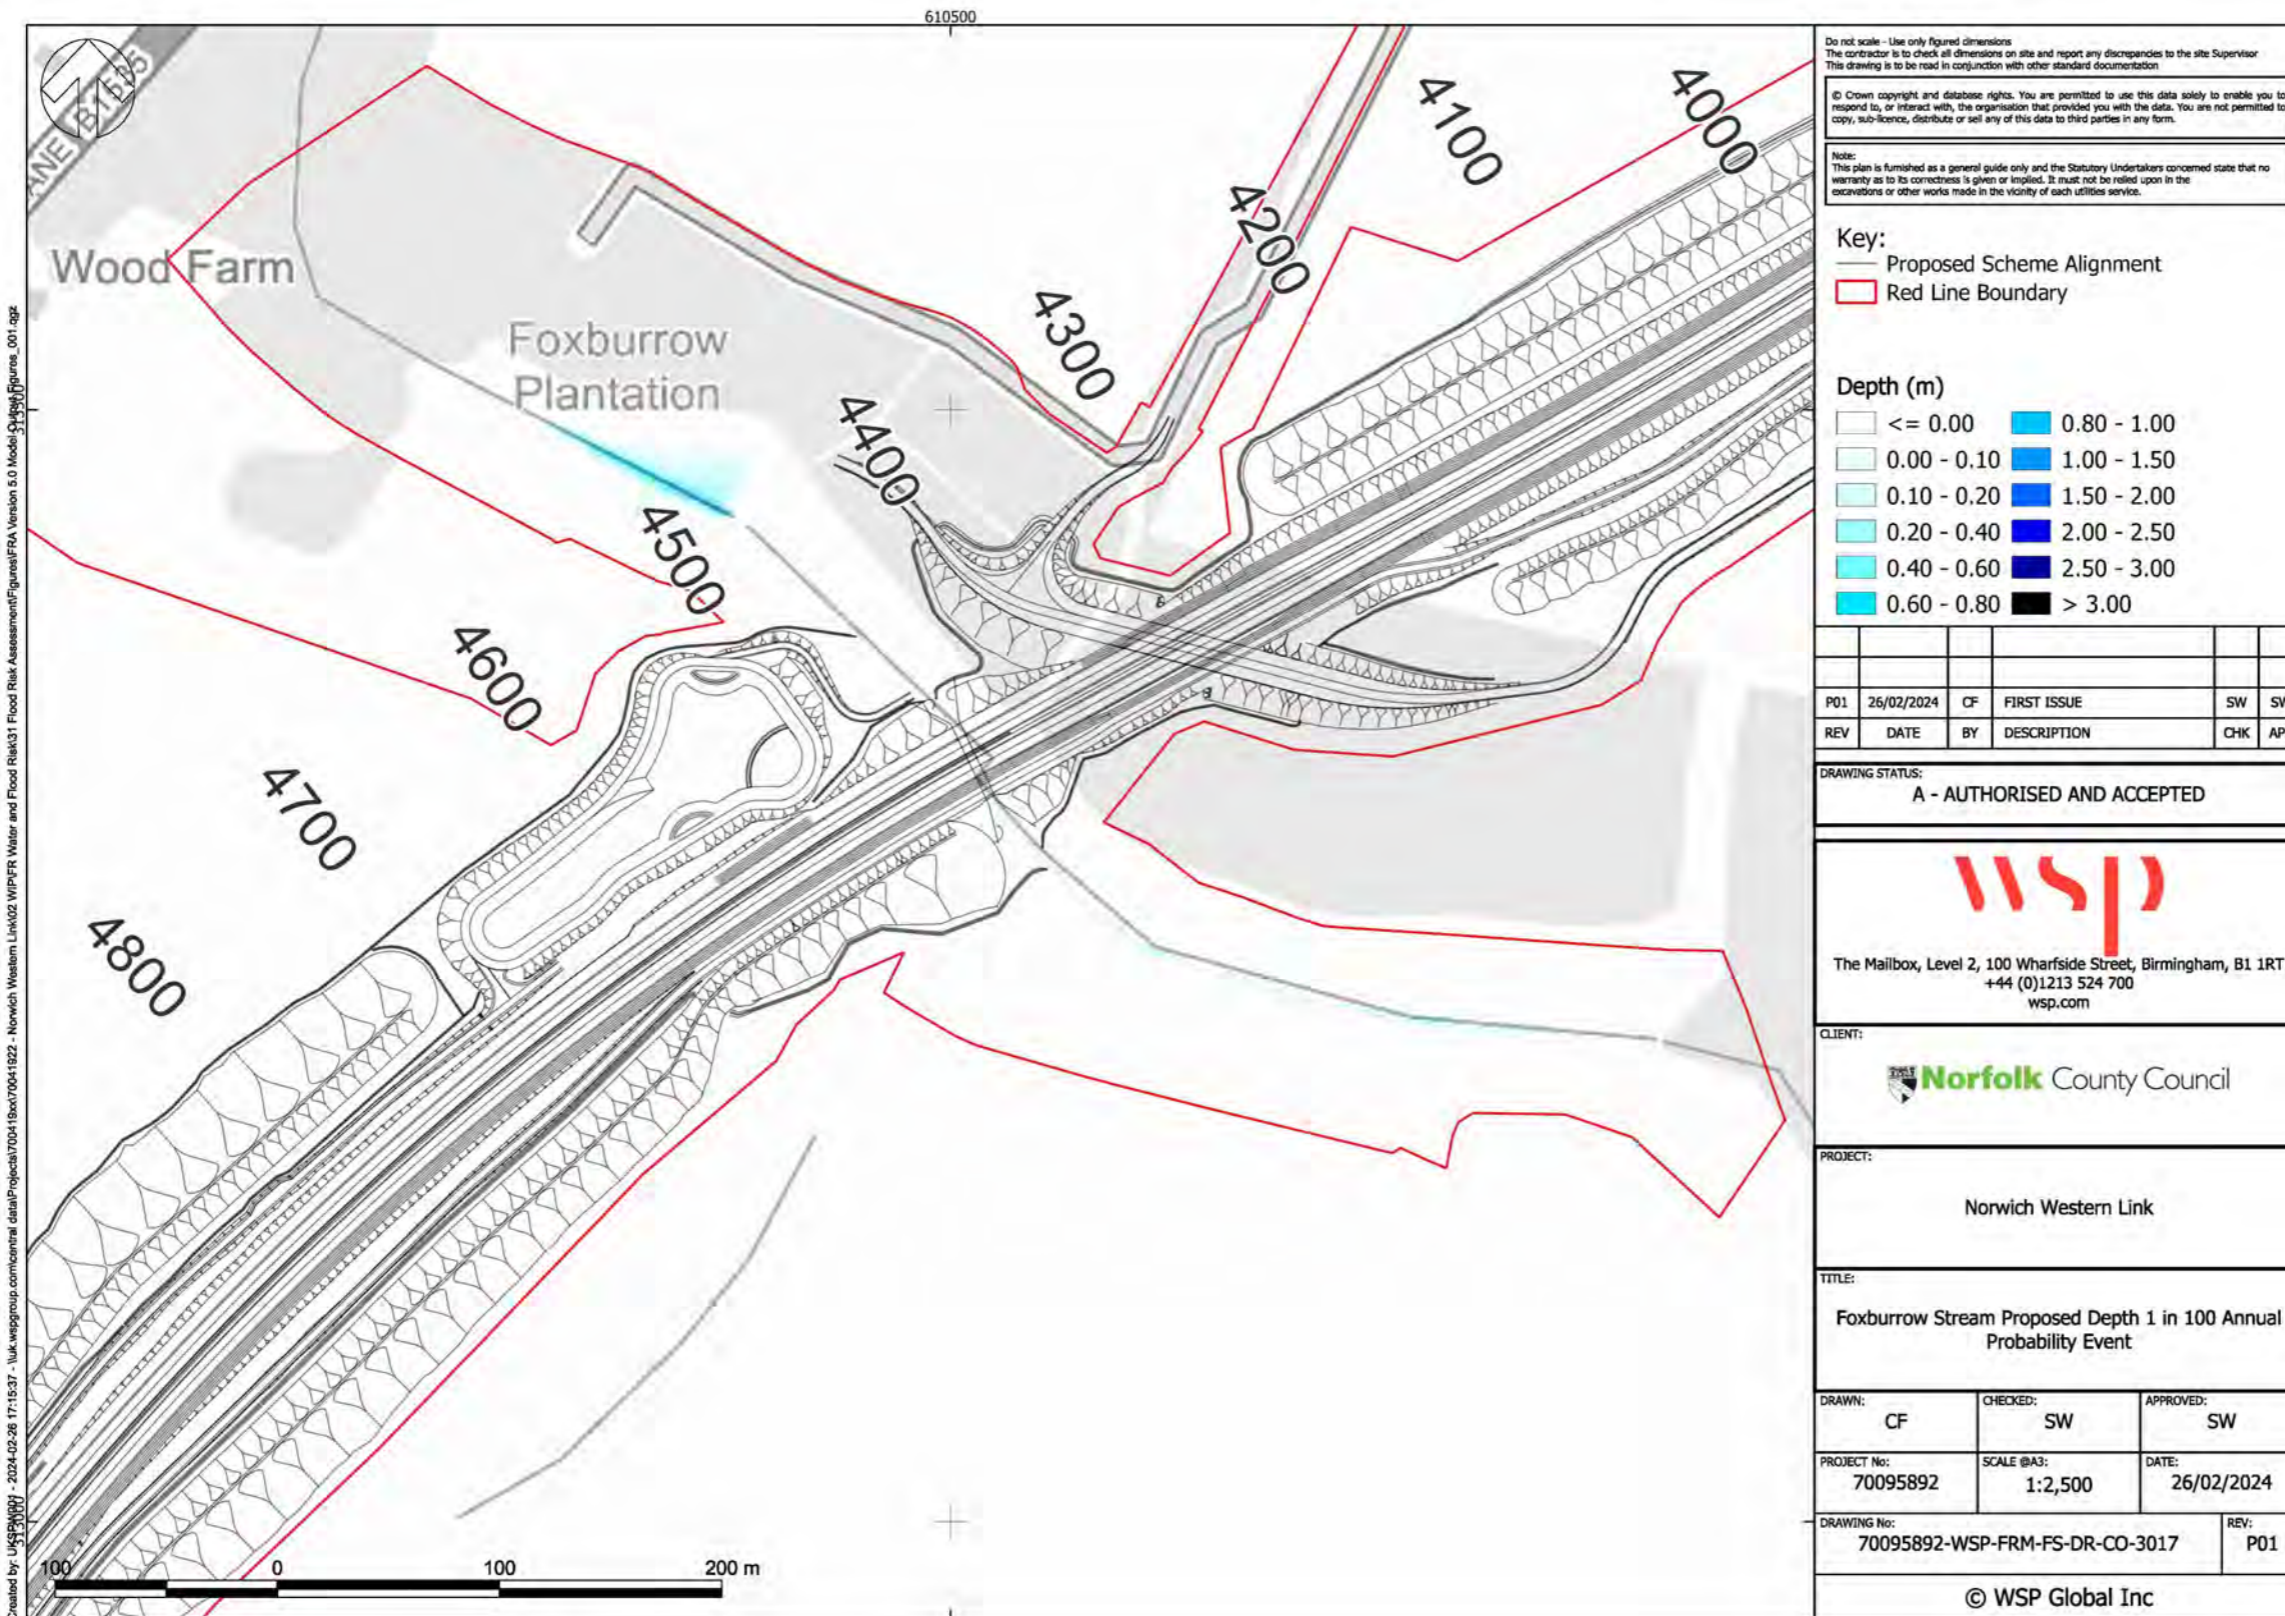 610500
B1535
Wood Farm
Foxburrow
Plantation
4000
4100
4200
4300
4400
4500
4600
4700
4800
100 0 100 200 m
Do not scale - Use only figured dimensions
The contractor is to check all dimensions on site and report any discrepancies to the site Supervisor
This drawing is to be read in conjunction with other standard documentation
© Crown copyright and database rights. You are permitted to use this data solely to enable you to
respond to, or interact with, the organisation that provided you with the data. You are not permitted to
copy, sub-licence, distribute or sell any of this data to third parties in any form.
Note:
This plan is furnished as a general guide only and the Statutory Undertakers concerned state that no
warranty as to its correctness is given or implied. It must not be relied upon in the
excavations or other works made in the vicinity of each utilities service.
Key:
Proposed Scheme Alignment
Red Line Boundary
Depth (m)
<= 0.00 0.80 - 1.00
0.00 - 0.10 1.00 - 1.50
0.10 - 0.20 1.50 - 2.00
0.20 - 0.40 2.00 - 2.50
0.40 - 0.60 2.50 - 3.00
0.60 - 0.80 > 3.00
P01 26/02/2024 CF FIRST ISSUE SW
REV DATE BY DESCRIPTION CHK AP
DRAWING STATUS:
A - AUTHORISED AND ACCEPTED
wsp
The Mailbox, Level 2, 100 Wharfside Street, Birmingham, B1 1RT
+44 (0)1213 524 700
wsp.com
CLIENT:
Norfolk County Council
PROJECT:
Norwich Western Link
TITLE:
Foxburrow Stream Proposed Depth 1 in 100 Annual
Probability Event
DRAWN: CHECKED: APPROVED:
CF SW SW
PROJECT No: SCALE @A3: DATE:
70095892 1:2,500 26/02/2024
DRAWING No: REV:
70095892-WSP-FRM-FS-DR-CO-3017 P01
© WSP Global Inc